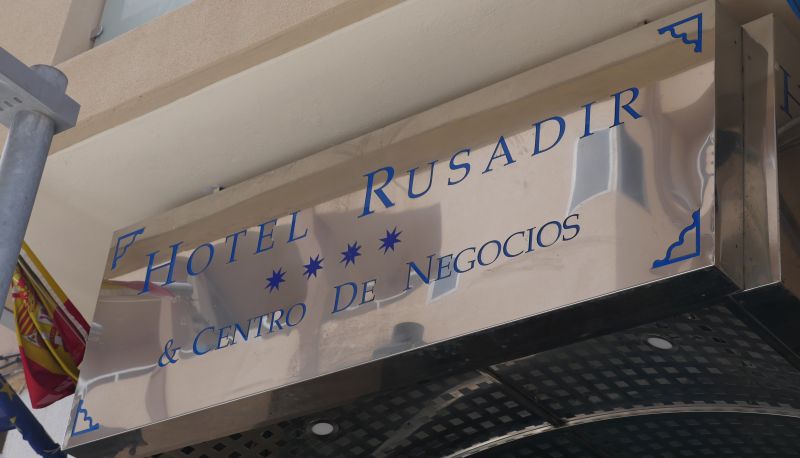 HOTEL RUSADIR
& CENTRO DE NEGOCIOS